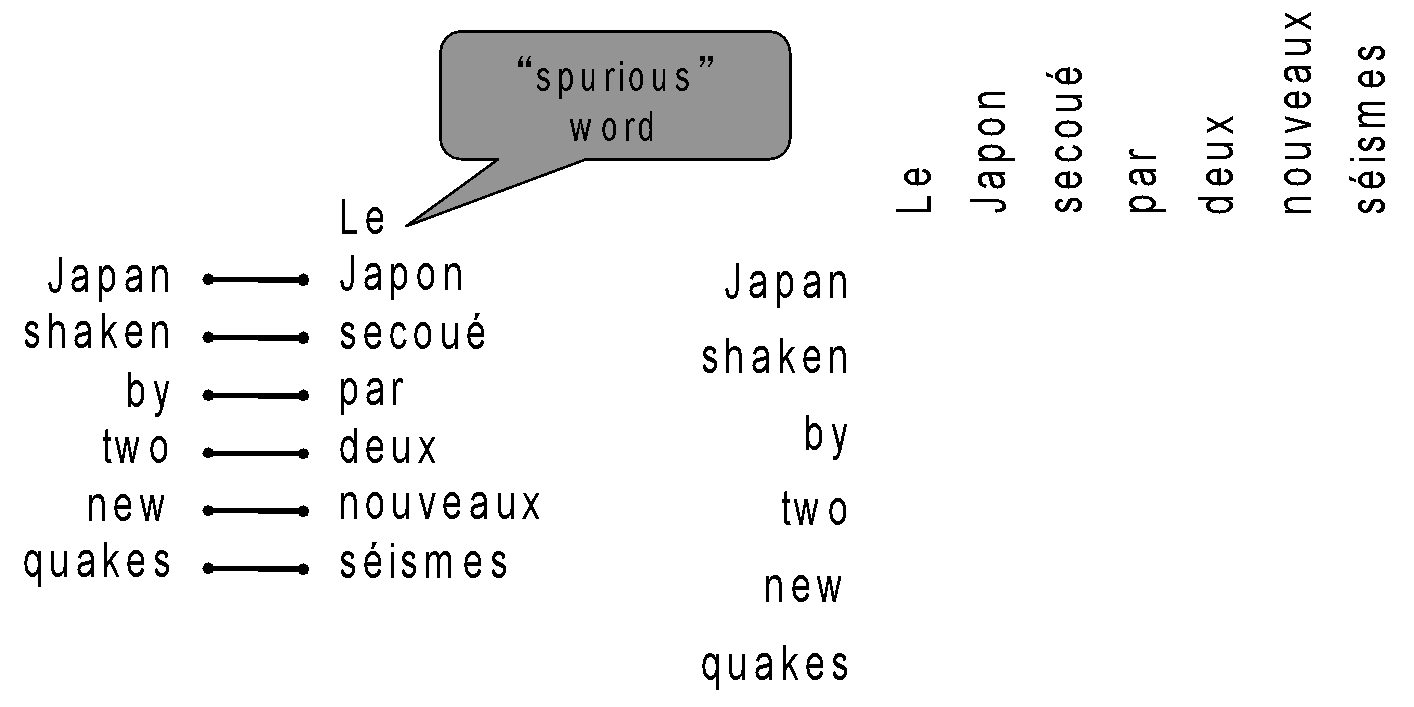 “spurious”
word
Le
Japan Japon
shaken secoué
by par
two deux
new nouveaux
quakes séismes
Le Japon secoué par deux nouveaux séismes
Japan
shaken
by
two
new
quakes